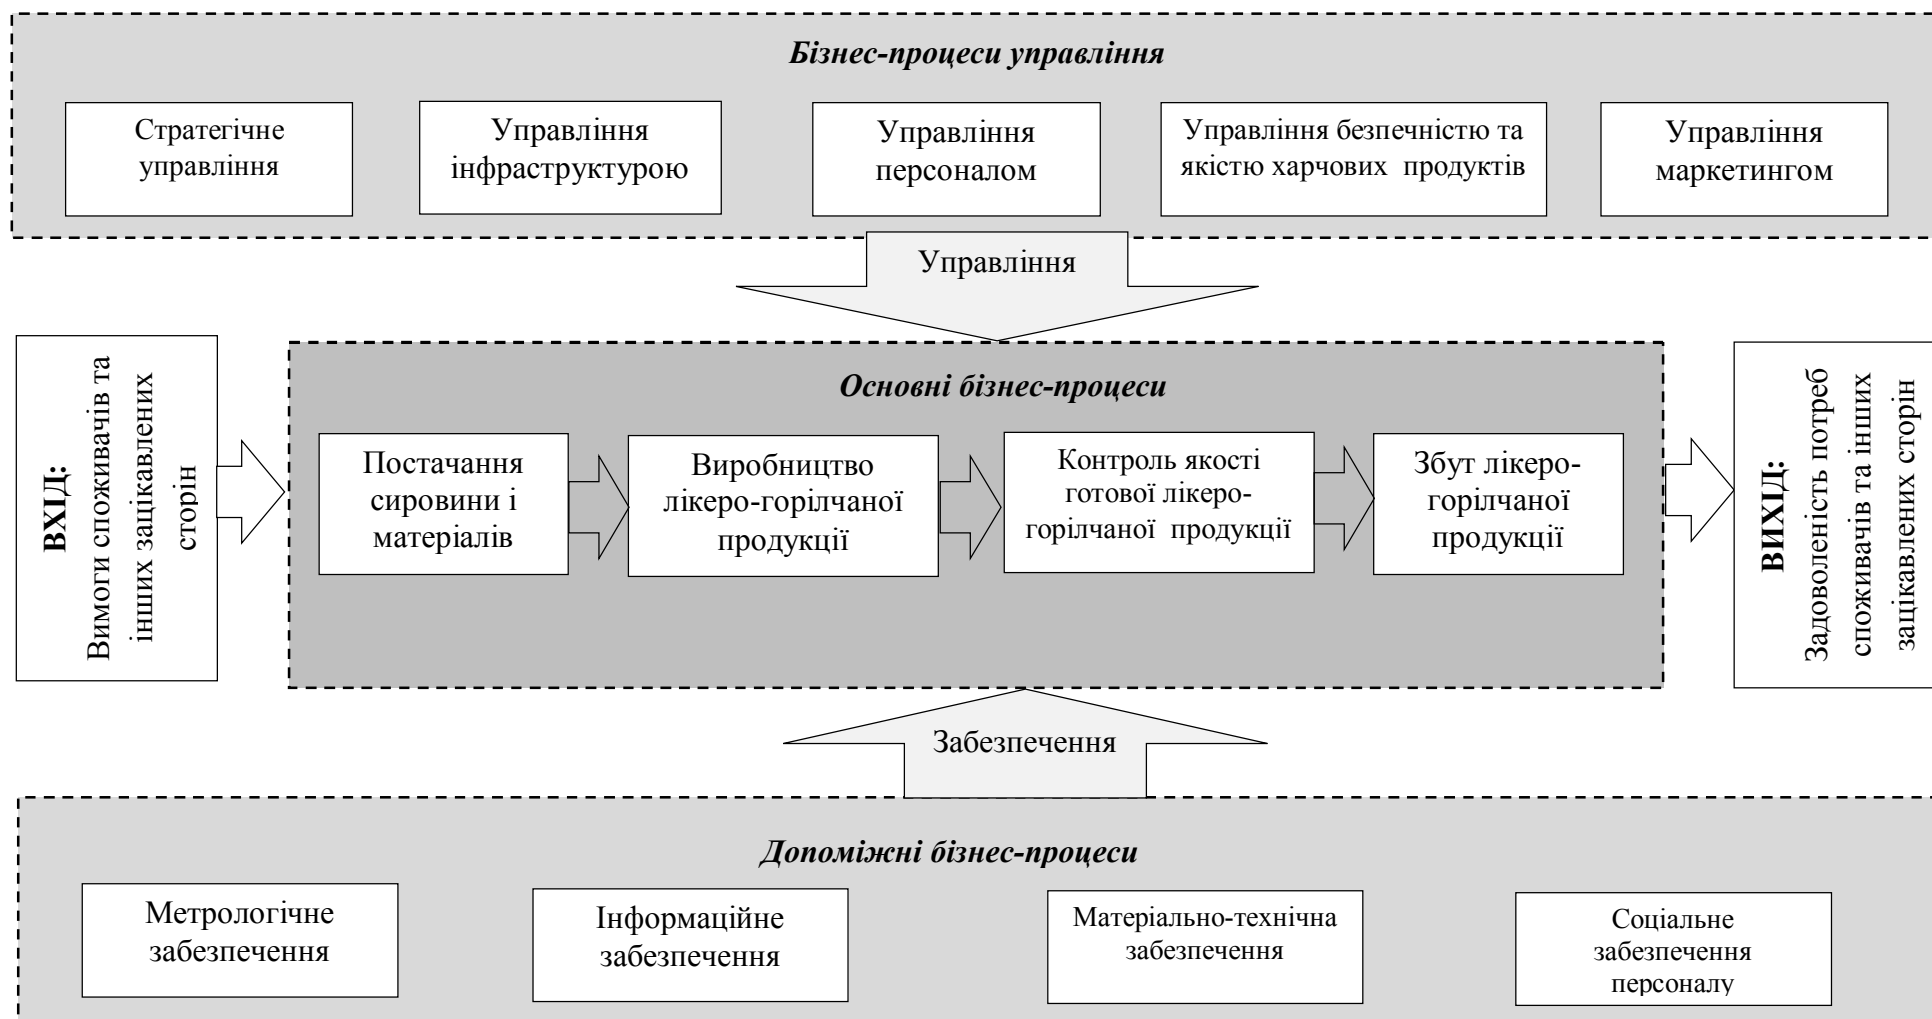 Бізнес-процеси управління
Стратегічне
управління
Управління
інфраструктурою
Управління
персоналом
Управління безпечністю та
якістю харчових продуктів
Управління
маркетингом
Управління
ВХІД:
Вимоги споживачів та
інших зацікавлених
сторін
Основні бізнес-процеси
Постачання
сировини і
матеріалів
Виробництво
лікеро-горілчаної
продукції
Контроль якості
готової лікеро-
горілчаної продукції
Збут лікеро-
горілчаної
продукції
ВИХІД:
Задоволеність потреб
споживачів та інших
зацікавлених сторін
Забезпечення
Допоміжні бізнес-процеси
Метрологічне
забезпечення
Інформаційне
забезпечення
Матеріально-технічна
забезпечення
Соціальне
забезпечення
персоналу